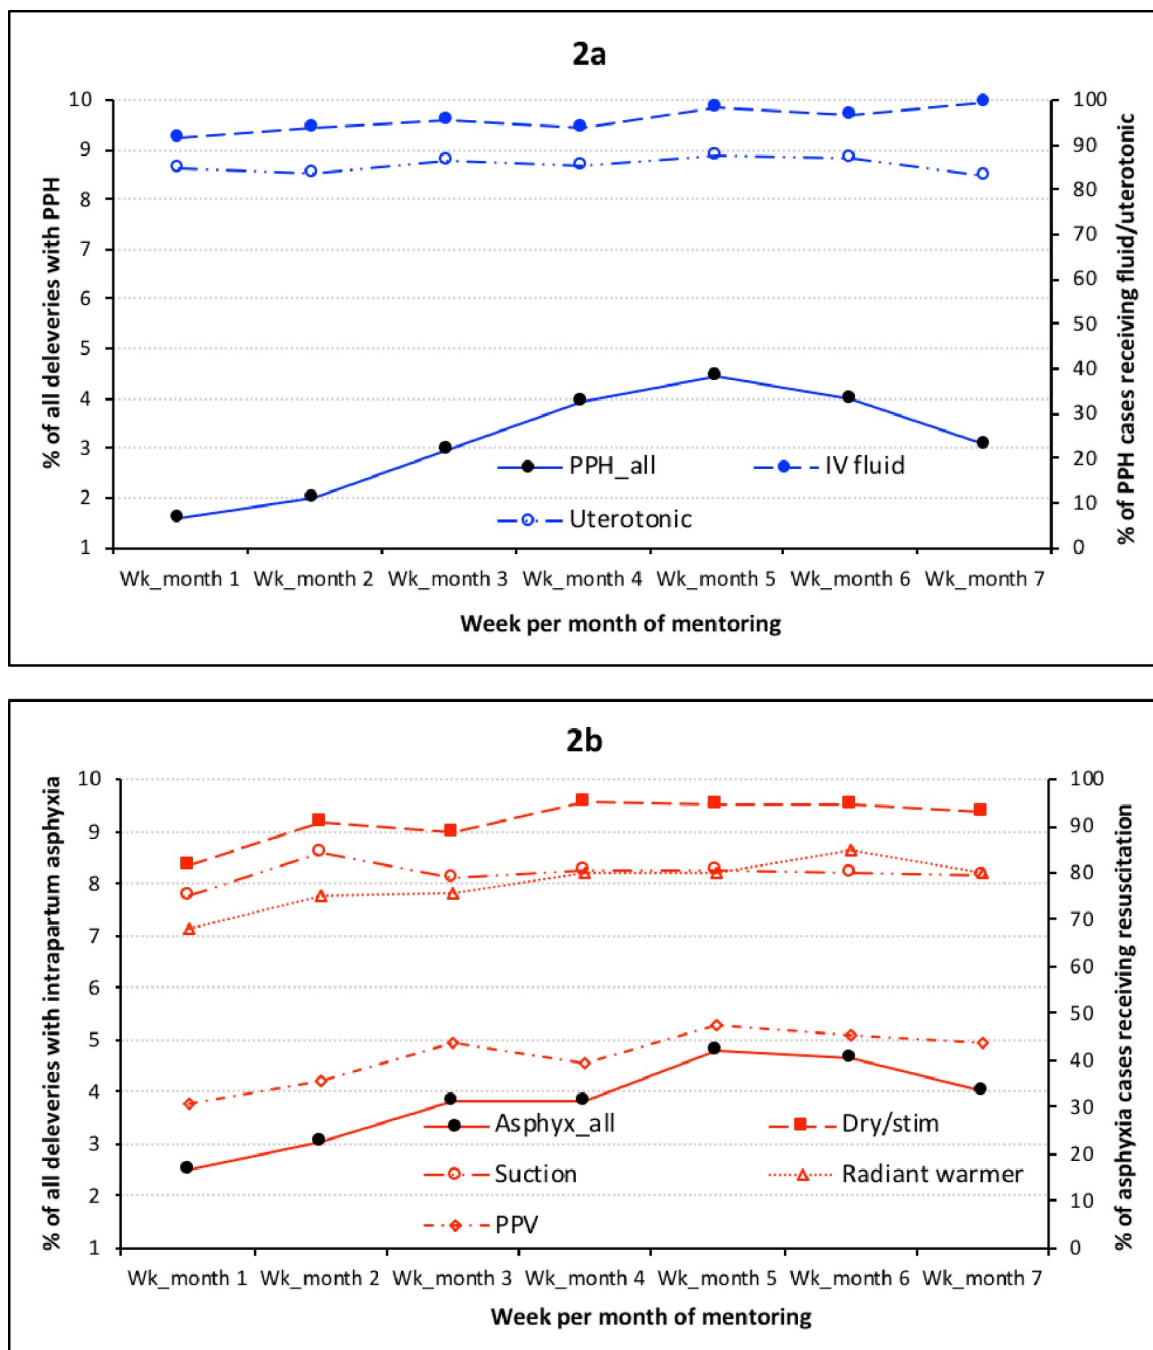 2a
% of all deleveries with PPH
10
9
8
7
6
5
4
3
2
1
100
90
80
70
60
50
40
30
20
10
0
% of PPH cases receiving fluid/uterotonic
PPH_all
IV fluid
Uterotonic
Wk_month 1 Wk_month 2 Wk_month 3 Wk_month 4 Wk_month 5 Wk_month 6 Wk_month 7
Week per month of mentoring
2b
% of all deleveries with intrapartum asphyxia
10
9
8
7
6
5
4
3
2
1
100
90
80
70
60
50
40
30
20
10
0
% of asphyxia cases receiving resuscitation
Asphyx_all
Dry/stim
Suction
Radiant warmer
PPV
Wk_month 1 Wk_month 2 Wk_month 3 Wk_month 4 Wk_month 5 Wk_month 6 Wk_month 7
Week per month of mentoring